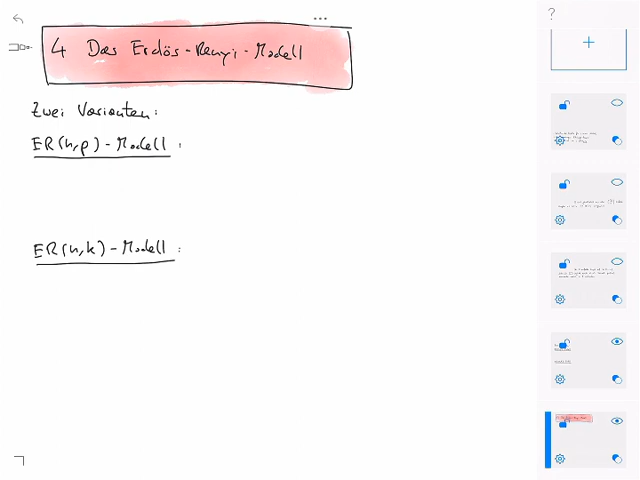 4 Das Erdös-Renyi-Modell
Zwei Varianten:
ER(n,p)-Modell:
ER(n,k)-Modell: